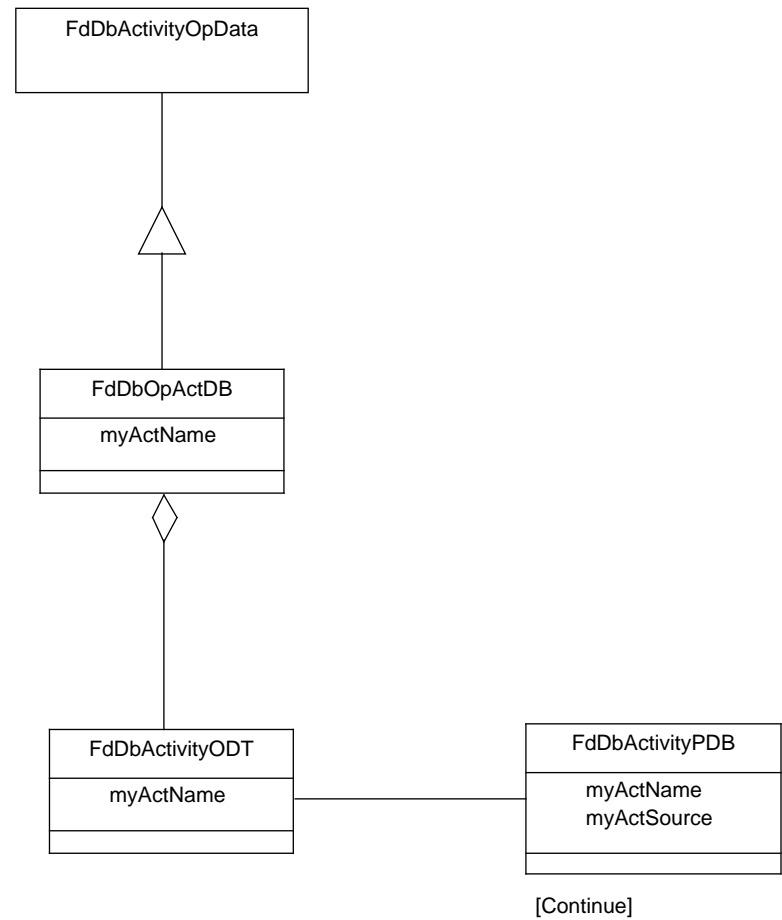 FdDbActivityOpData
FdDbOpActDB
myActName
FdDbActivityODT
myActName
FdDbActivityPDB
myActName
myActSource
[Continue]